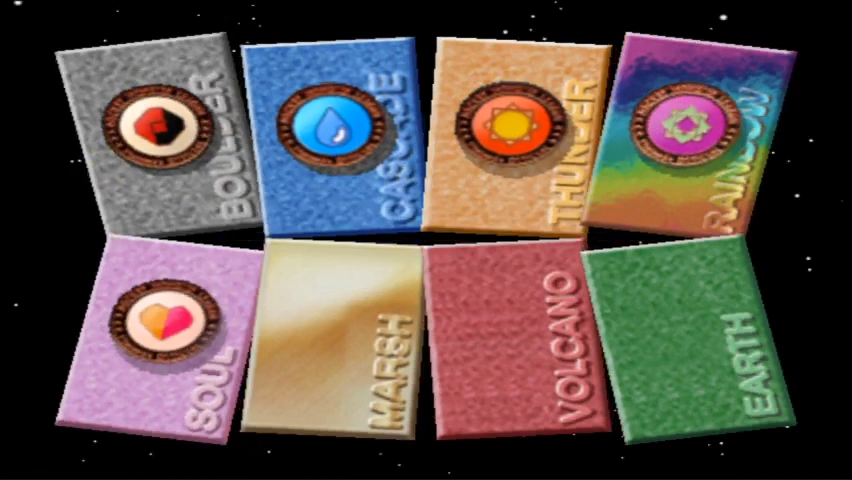 BOULDER
CASCADE
THUNDER
RAINBOW
SOUL
MARSH
VOLCANO
EARTH